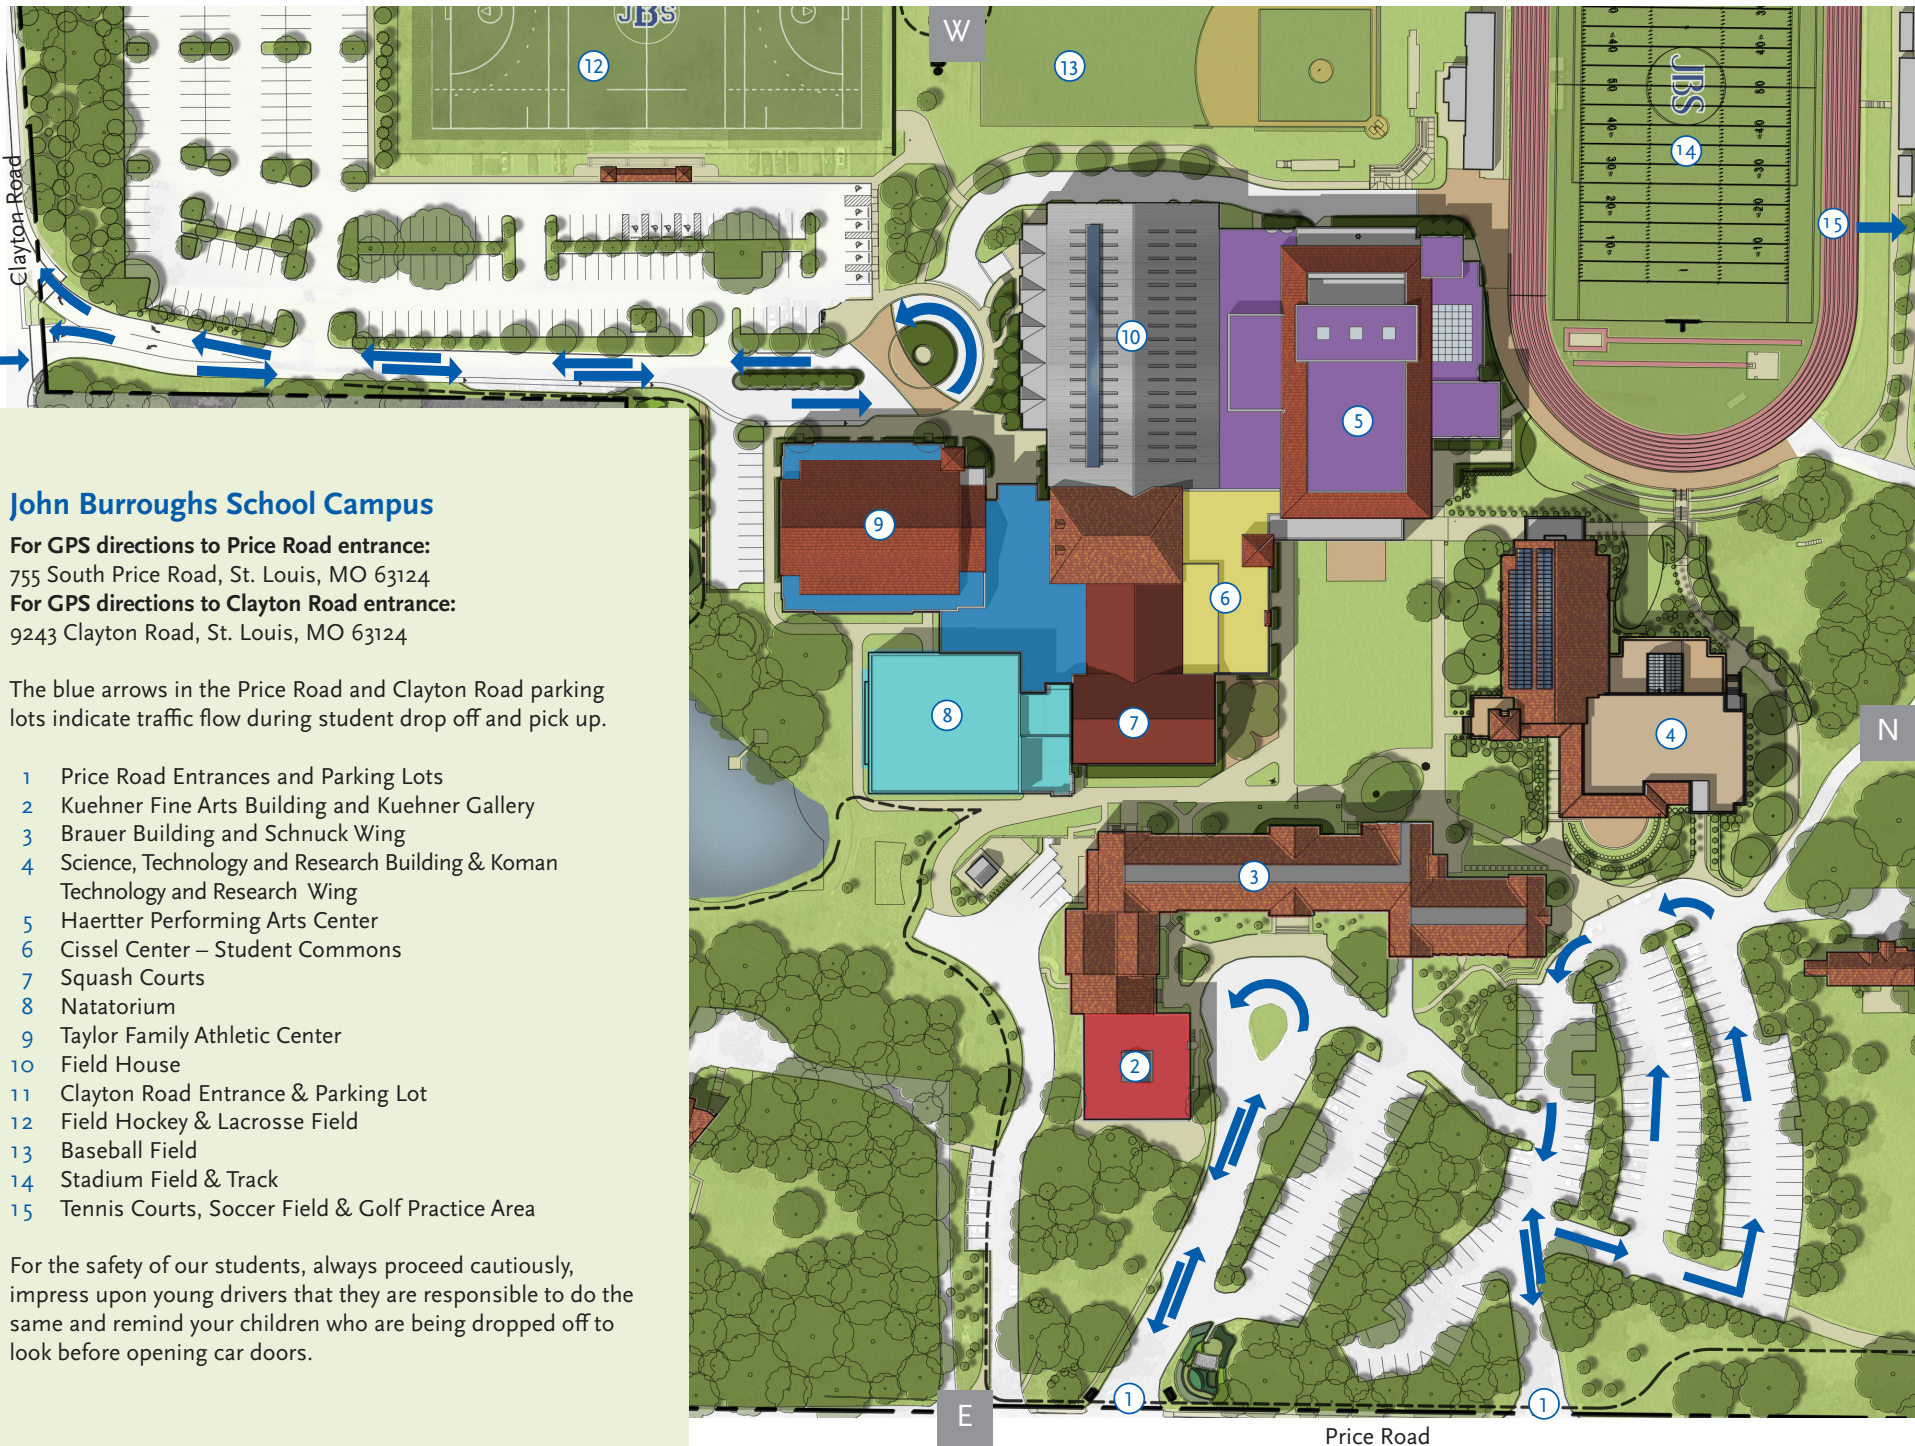 JBS
W
12
13
JBS
14
15
Clayton Road
10
5
9
6
8
7
4
N
3
2
1
1
E
Price Road
50
40
30
20
10
50
40
30
20
10
John Burroughs School Campus
For GPS directions to Price Road entrance:
755 South Price Road, St. Louis, MO 63124
For GPS directions to Clayton Road entrance:
9243 Clayton Road, St. Louis, MO 63124
The blue arrows in the Price Road and Clayton Road parking
lots indicate traffic flow during student drop off and pick up.
1 Price Road Entrances and Parking Lots
2 Kuehner Fine Arts Building and Kuehner Gallery
3 Brauer Building and Schnuck Wing
4 Science, Technology and Research Building & Koman
Technology and Research Wing
5 Haertter Performing Arts Center
6 Cissel Center – Student Commons
7 Squash Courts
8 Natatorium
9 Taylor Family Athletic Center
10 Field House
11 Clayton Road Entrance & Parking Lot
12 Field Hockey & Lacrosse Field
13 Baseball Field
14 Stadium Field & Track
15 Tennis Courts, Soccer Field & Golf Practice Area
For the safety of our students, always proceed cautiously,
impress upon young drivers that they are responsible to do the
same and remind your children who are being dropped off to
look before opening car doors.